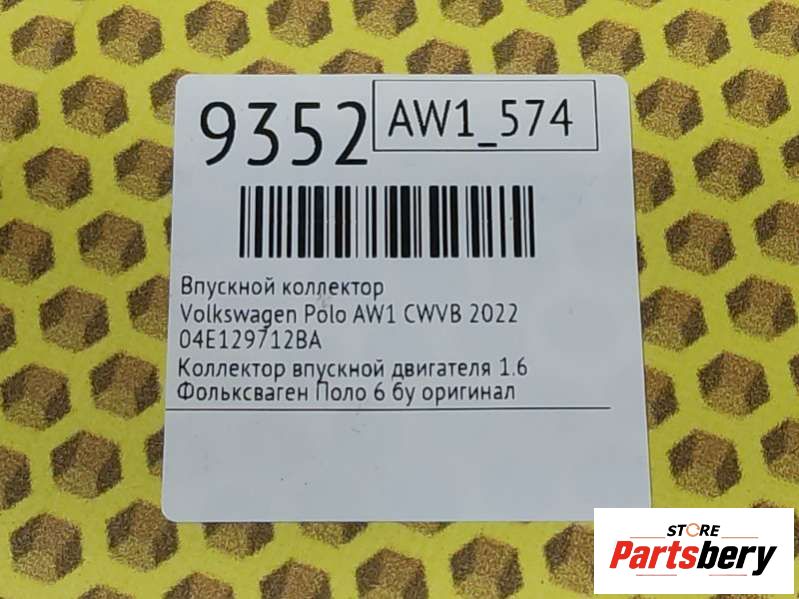 9352
AW1_574
Впускной коллектор
Volkswagen Polo AW1 CWVB 2022
04E129712BA
Коллектор впускной двигателя 1.6
Фольксваген Поло 6 бу оригинал
STORE
Partsbery